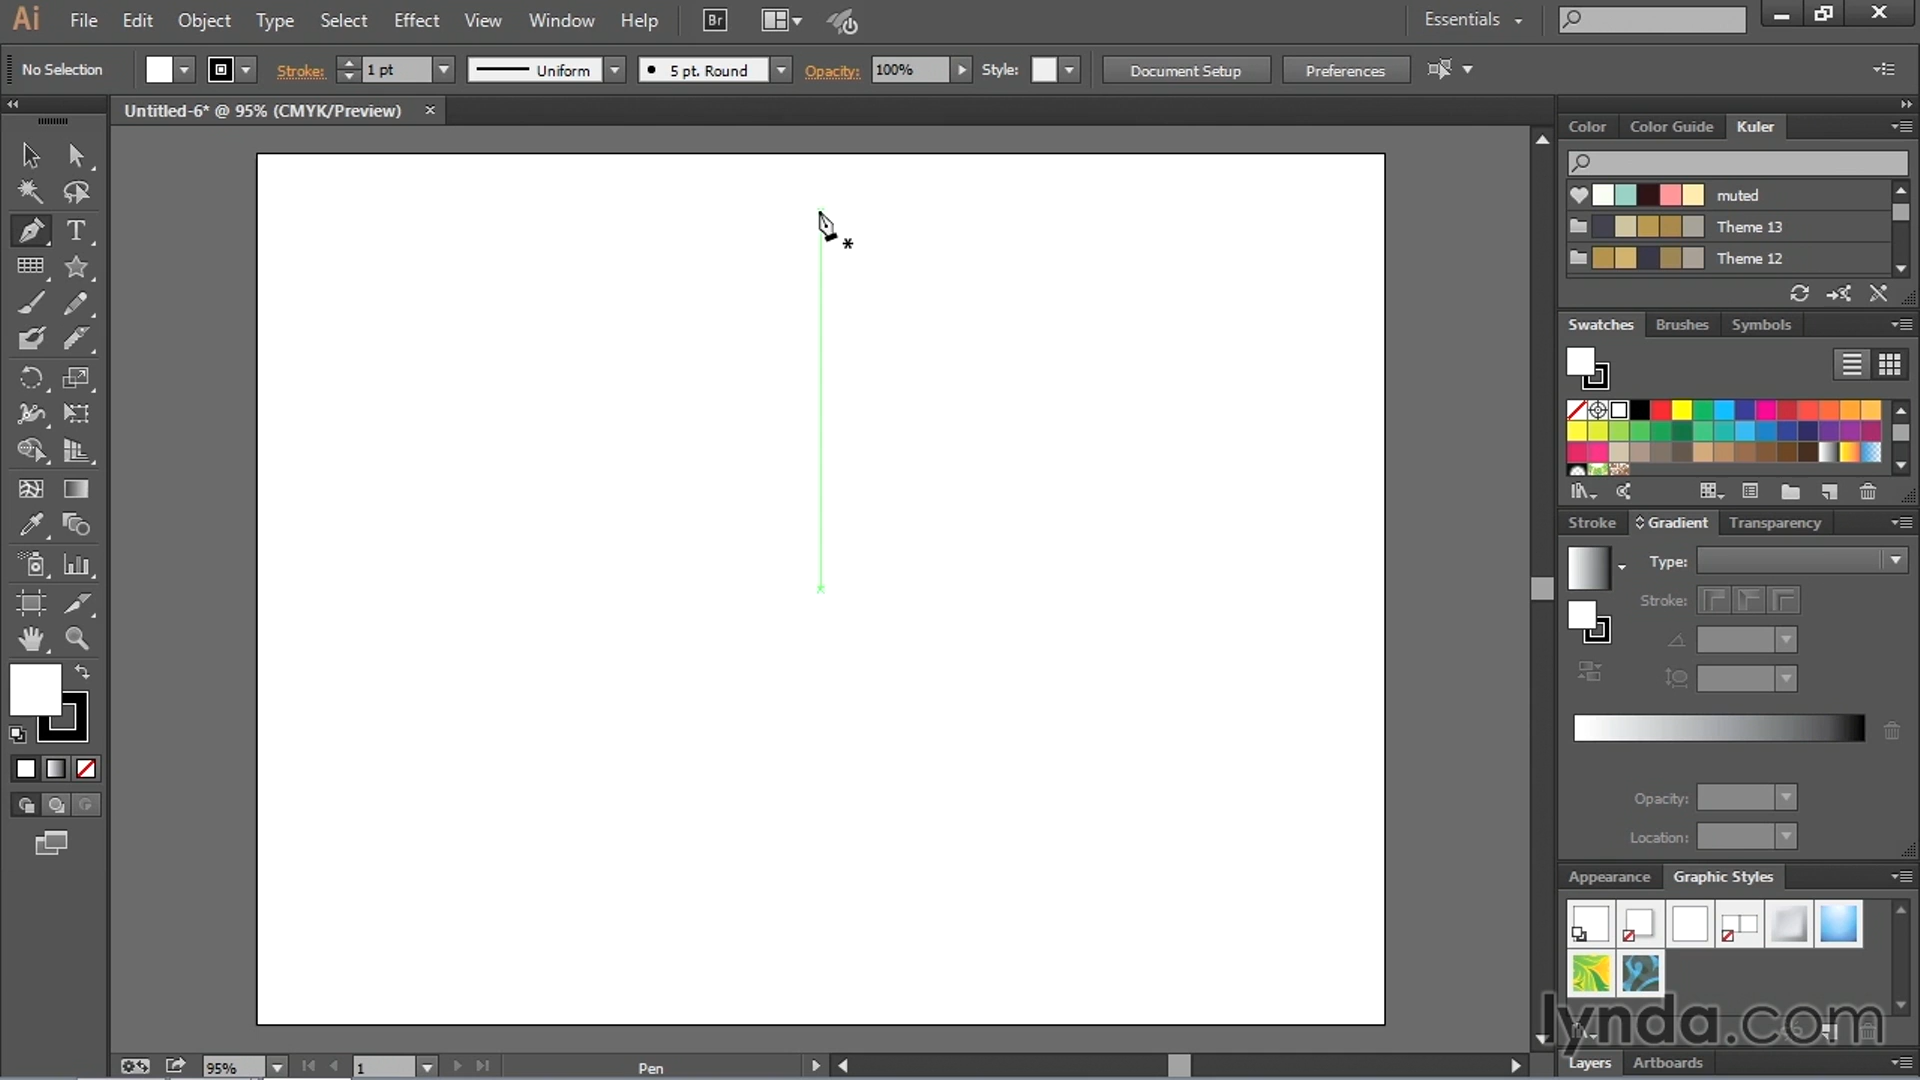 Ai File Edit Object Type Select Effect View Window Help Br Essentials
No Selection Stroke: 1 pt Uniform 5 pt. Round Opacity: 100% Style: Document Setup Preferences
Untitled-6* @ 95% (CMYK/Preview)
Color Color Guide Kuler
muted
Theme 13
Theme 12
Swatches Brushes Symbols
Stroke Gradient Transparency
Type:
Stroke:
Opacity:
Location:
Appearance Graphic Styles
lynda.com
Layers Artboards
95% 1 Pen